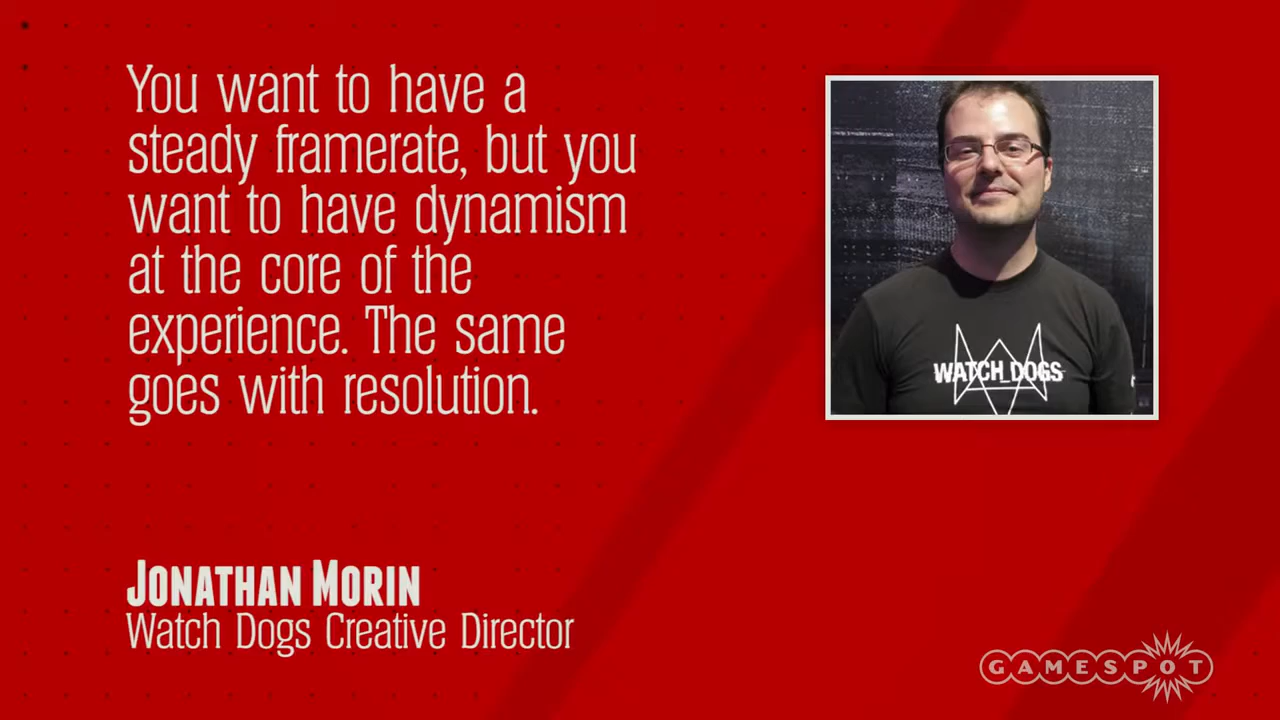 You want to have a
steady framerate, but you
want to have dynamism
at the core of the
experience. The same
goes with resolution.
WATCH_DOGS
JONATHAN MORIN
Watch Dogs Creative Director
GAMESPOT